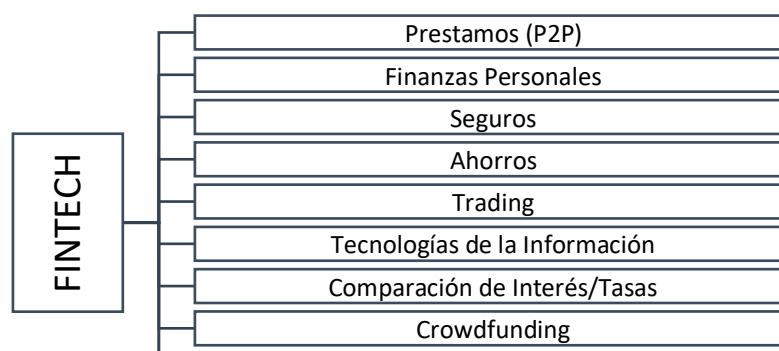 FINTECH
Prestamos (P2P)
Finanzas Personales
Seguros
Ahorros
Trading
Tecnologías de la Información
Comparación de Interés/Tasas
Crowdfunding